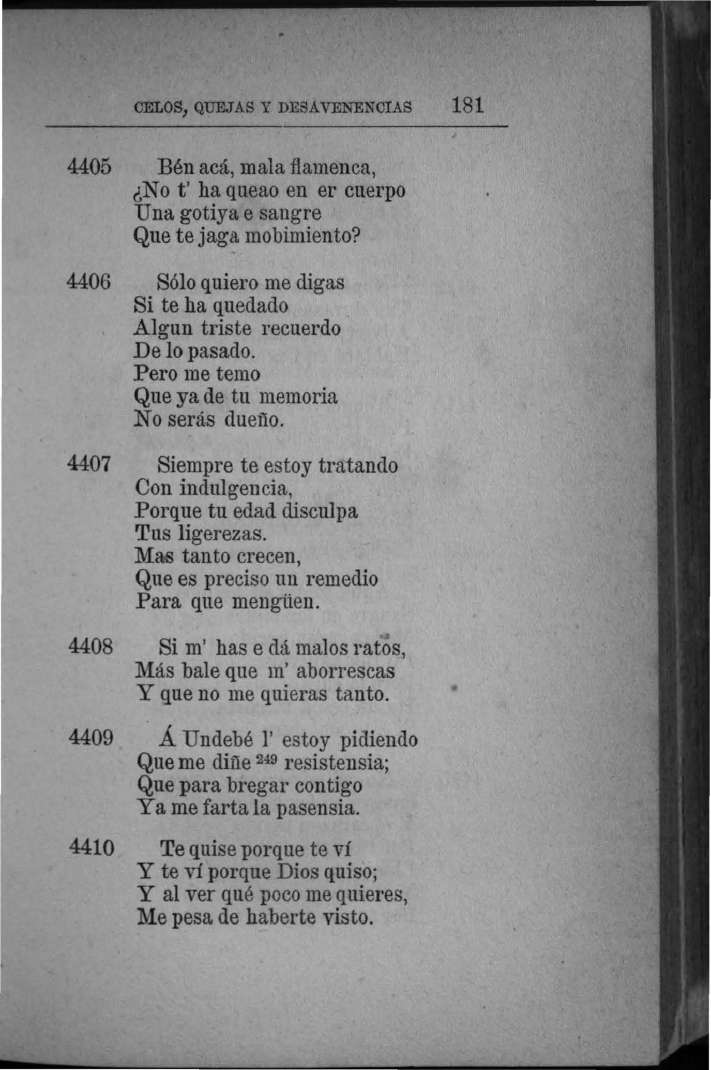 CELOS, QUEJAS Y DESAVENENCIAS 181
4405 Bén acá, mala flamenca,
¿No t' ha queao en er cuerpo
Una gotiya e sangre
Que te jaga mobimiento?
4406 Sólo quiero me digas
Si te ha quedado
Algun triste recuerdo
De lo pasado.
Pero me temo
Que ya de tu memoria
No serás dueño.
4407 Siempre te estoy tratando
Con indulgencia,
Porque tu edad disculpa
Tus ligerezas.
Mas tanto crecen,
Que es preciso un remedio
Para que mengüen.
4408 Si m' has e dá malos ratos,
Más bale que m' aborrescas
Y que no me quieras tanto.
4409 Á Undebé l' estoy pidiendo
Que me diñe 249 resistensia;
Que para bregar contigo
Ya me farta la pasensia.
4410 Te quise porque te ví
Y te ví porque Dios quiso;
Y al ver qué poco me quieres,
Me pesa de haberte visto.